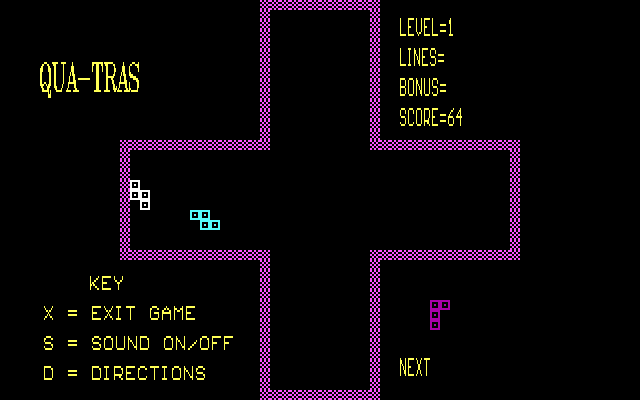 QUA-TRAS
LEVEL=1
LINES=
BONUS=
SCORE=64
KEY
X = EXIT GAME
S = SOUND ON/OFF
D = DIRECTIONS
NEXT